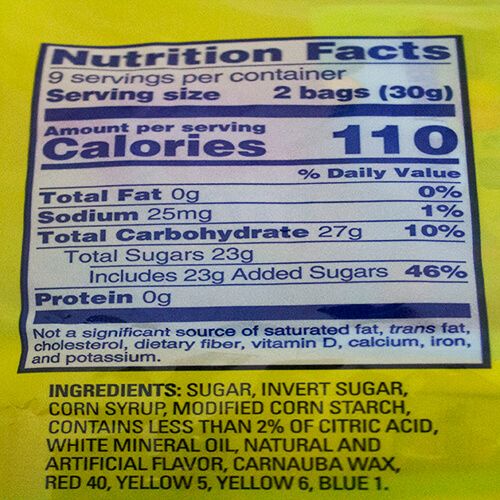 Nutrition Facts
9 servings per container
Serving size 2 bags (30g)
Amount per serving
Calories 110
% Daily Value
Total Fat 0g 0%
Sodium 25mg 1%
Total Carbohydrate 27g 10%
Total Sugars 23g
Includes 23g Added Sugars 46%
Protein 0g
Not a significant source of saturated fat, trans fat,
cholesterol, dietary fiber, vitamin D, calcium, iron,
and potassium.
INGREDIENTS: SUGAR, INVERT SUGAR,
CORN SYRUP, MODIFIED CORN STARCH,
CONTAINS LESS THAN 2% OF CITRIC ACID,
WHITE MINERAL OIL, NATURAL AND
ARTIFICIAL FLAVOR, CARNAUBA WAX,
RED 40, YELLOW 5, YELLOW 6, BLUE 1.